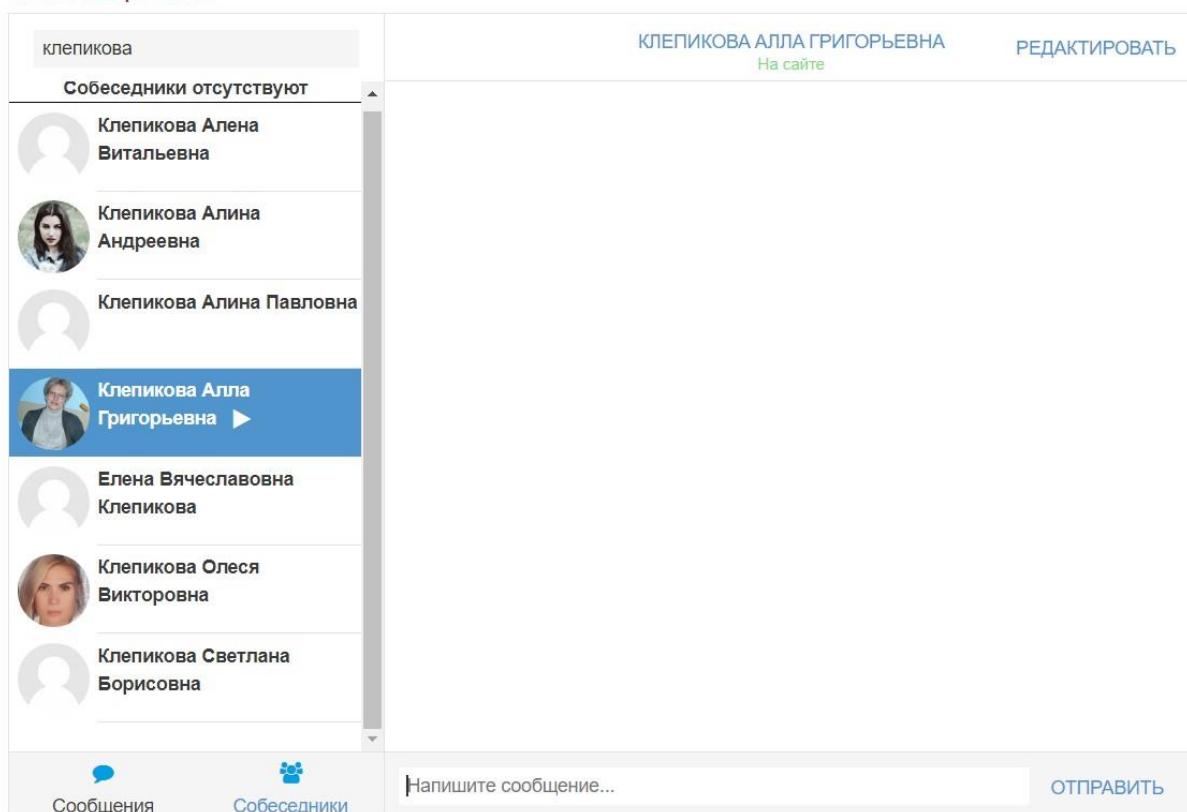 клепикова
Собеседники отсутствуют
Клепикова Алена
Витальевна
Клепикова Алина
Андреевна
Клепикова Алина Павловна
Клепикова Алла
Григорьевна
Елена Вячеславовна
Клепикова
Клепикова Олеся
Викторовна
Клепикова Светлана
Борисовна
Сообщения
Собеседники
КЛЕПИКОВА АЛЛА ГРИГОРЬЕВНА
На сайте
РЕДАКТИРОВАТЬ
Напишите сообщение...
ОТПРАВИТЬ